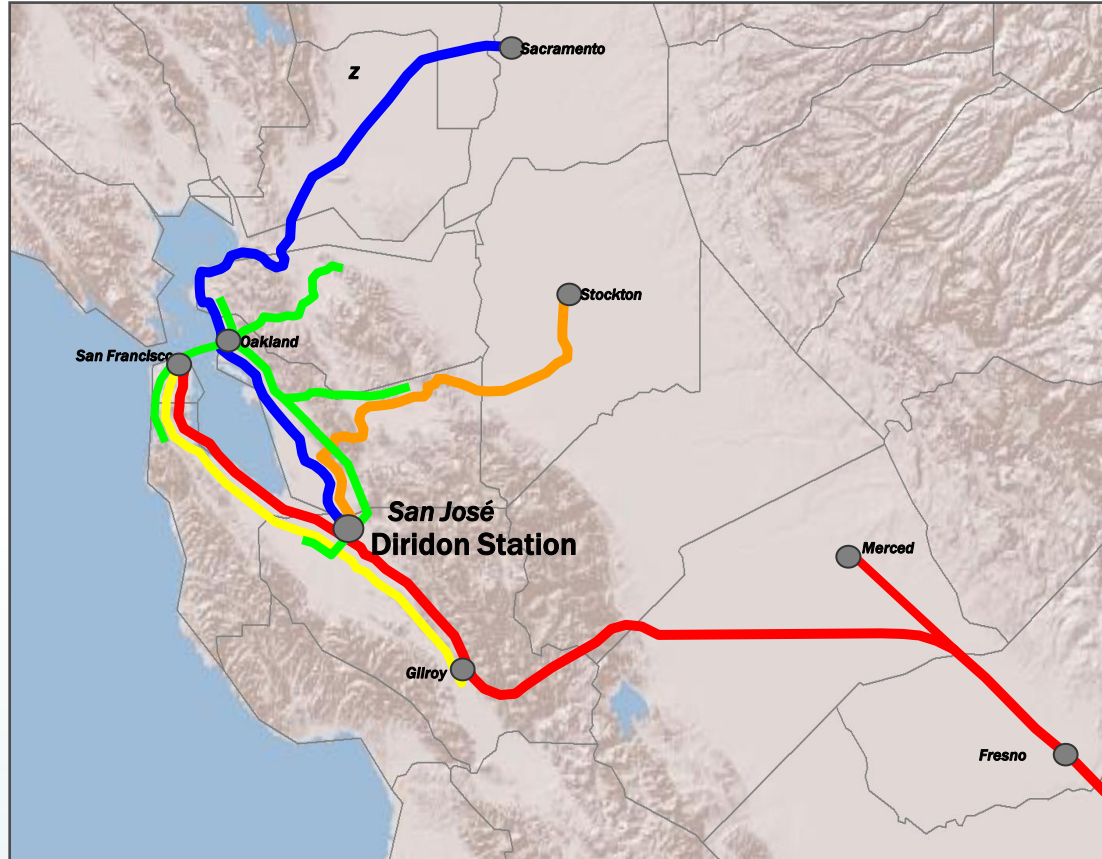 Sacramento
z
Stockton
Oakland
San Francisco
San José
Diridon Station
Merced
Gilroy
Fresno